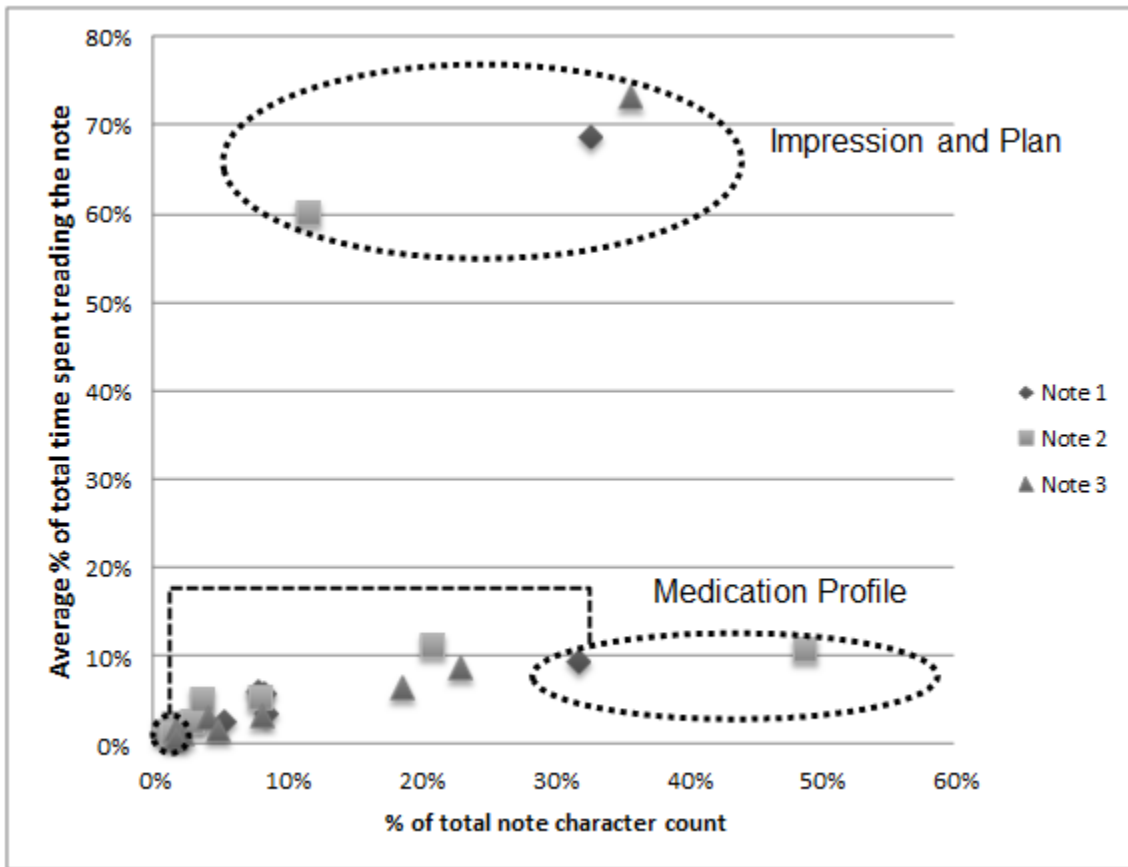 80%
70%
60%
50%
40%
30%
20%
10%
0%
Average % of total time spent reading the note
Impression and Plan
Medication Profile
Note 1
Note 2
Note 3
0% 10% 20% 30% 40% 50% 60%
% of total note character count